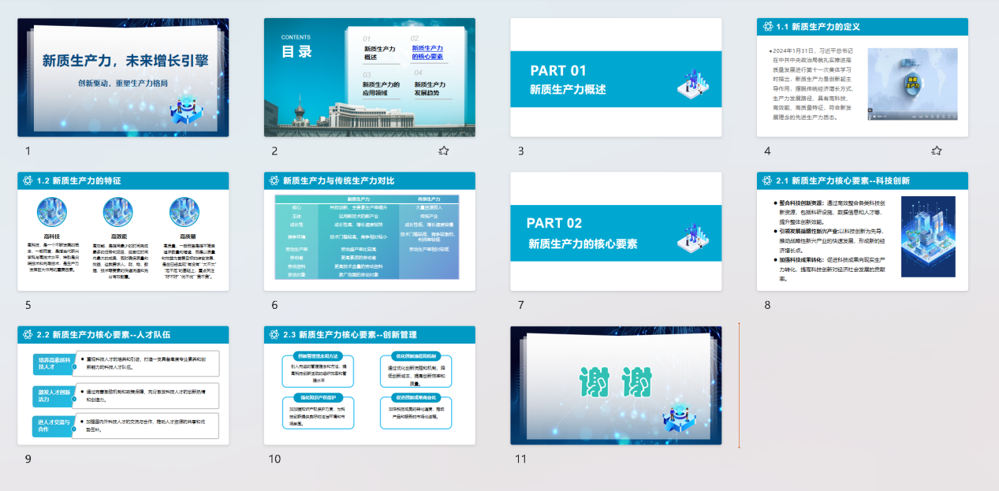 新质生产力，未来增长引擎
创新驱动，重塑生产力格局
1
CONTENTS
目 录
01
新质生产力
概述
02
新质生产力
的核心要素
03
新质生产力的
应用领域
04
新质生产力
发展趋势
2
PART 01
新质生产力概述
3
1.1 新质生产力的定义
●2024年1月31日，习近平总书记
在中共中央政治局就扎实推进高
质量发展进行第十一次集体学习
时指出，新质生产力是创新起主
导作用，摆脱传统经济增长方式、
生产力发展路径，具有高科技、
高效能、高质量特征，符合新发
展理念的先进生产力质态。
4
1.2 新质生产力的特征
高科技
高效能
高质量
5
新质生产力与传统生产力对比
新质生产力
传统生产力
核心
科技创新、全要素生产率提升
大量资源投入
主体
运用新技术的新产业
传统产业
成长性
成长性高、增长速度较快
成长性低、增长速度较慢
竞争环境
技术门槛较高、竞争相对较小
技术门槛较低、竞争较激烈、
利润率较低
劳动生产率
劳动生产率比较高
劳动生产率相对较低
劳动者
更高素质的劳动者
劳动资料
更高技术含量的劳动资料
劳动对象
更广范围的劳动对象
6
PART 02
新质生产力的核心要素
7
2.1 新质生产力核心要素--科技创新
● 整合科技创新资源：通过高效整合各类科技创
新资源，包括科研设施、数据信息和人才等，
提升整体创新效能。
● 引领发展战略性新兴产业:以科技创新为先导，
推动战略性新兴产业的快速发展，形成新的经
济增长点。
● 加强科技成果转化：促进科技成果向现实生产
力转化，提高科技创新对经济社会发展的贡献
率。
8
2.2 新质生产力核心要素--人才队伍
培养高素质科
技人才
● 重视科技人才的培养和引进，打造一支具备高度专业素养和创
新能力的科技人才队伍。
激发人才创新
活力
● 通过完善激励机制和政策保障，充分激发科技人才的创新热情
和创造力。
进人才交流与
合作
● 加强国内外科技人才的交流与合作，推动人才资源的共享和优
势互补。
9
2.3 新质生产力核心要素--创新管理
创新管理理念和方法
引入先进的管理理念和方法，提
高科技创新活动的组织效率和管
理水平
优化创新流程和机制
通过优化创新流程和机制，降
低创新成本，提高创新效率和
质量。
强化知识产权保护
加强知识产权保护力度，为科
技创新提供良好的法治环境和市
场氛围。
促进创新成果商业化
加快科技成果的转化速度，推动
产品和服务的市场化进程。
10
谢 谢
11